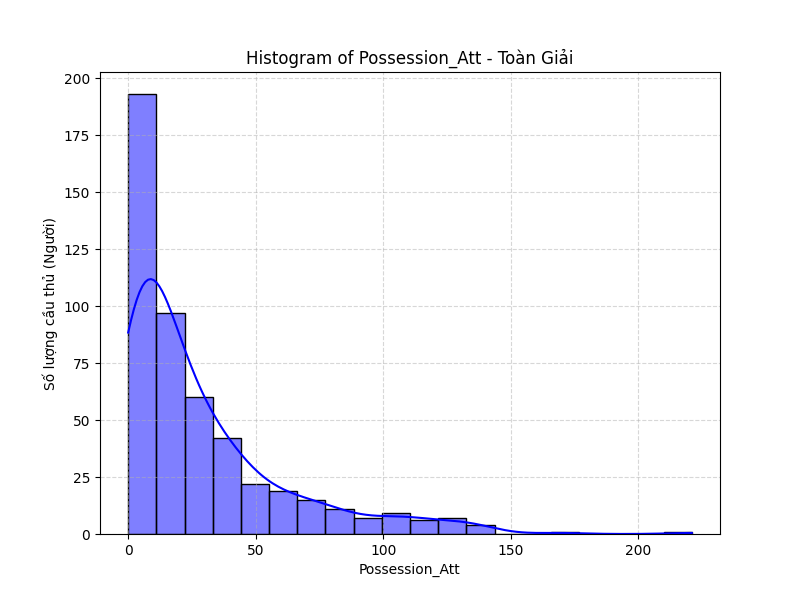 Histogram of Possession_Att - Toàn Giải
Số lượng cầu thủ (Người)
200
175
150
125
100
75
50
25
0
0 50 100 150 200
Possession_Att